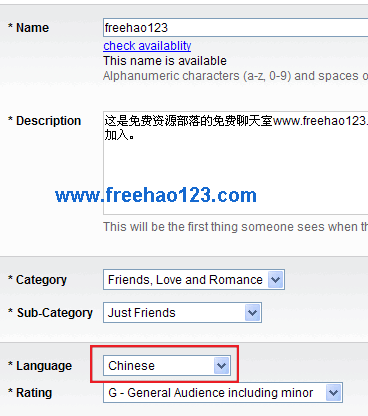 * Name freehao123
check availablity
This name is available
Alphanumeric characters (a-z, 0-9) and spaces o
* Description 这是免费资源部落的免费聊天室www.freehao123.
加入。
www.freehao123.com
This will be the first thing someone sees when th
* Category Friends, Love and Romance
* Sub-Category Just Friends
* Language Chinese
* Rating G - General Audience including minor